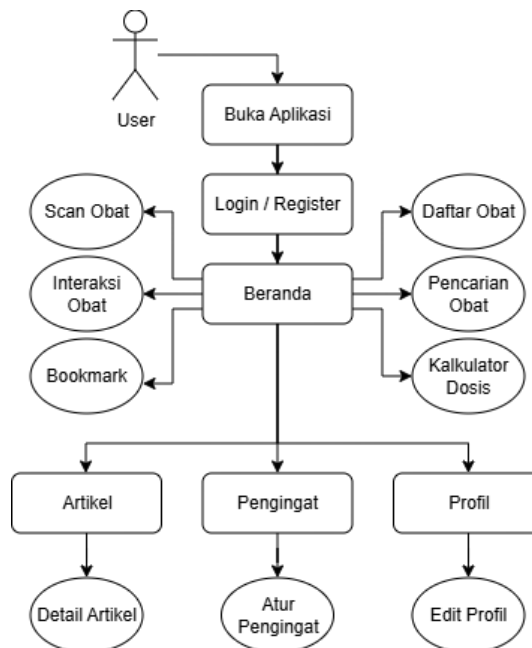 User
Buka Aplikasi
Login / Register
Scan Obat
Daftar Obat
Interaksi
Obat
Beranda
Pencarian
Obat
Bookmark
Kalkulator
Dosis
Artikel
Pengingat
Profil
Detail Artikel
Atur
Pengingat
Edit Profil